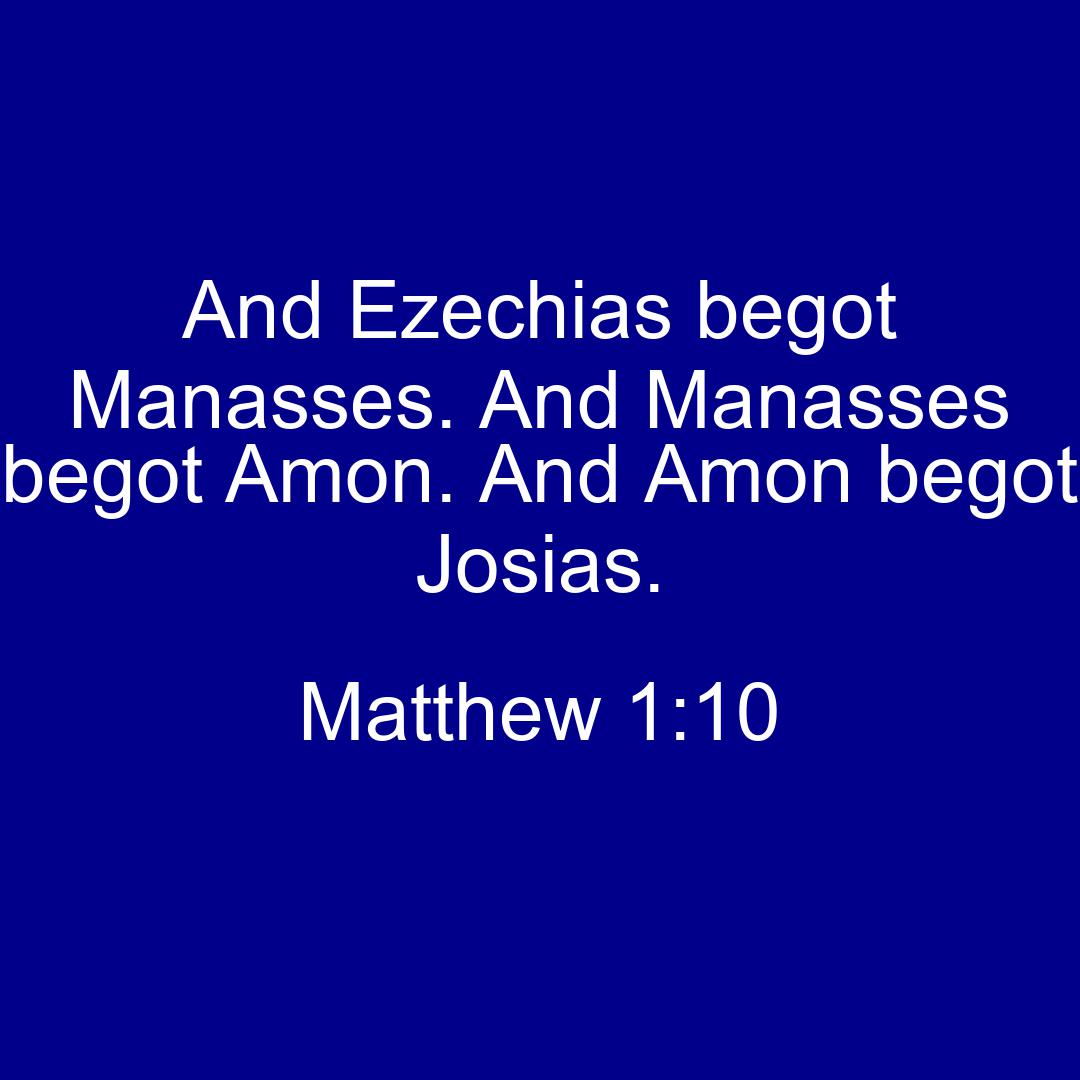 And Ezechias begot
Manasses. And Manasses
begot Amon. And Amon begot
Josias.
Matthew 1:10